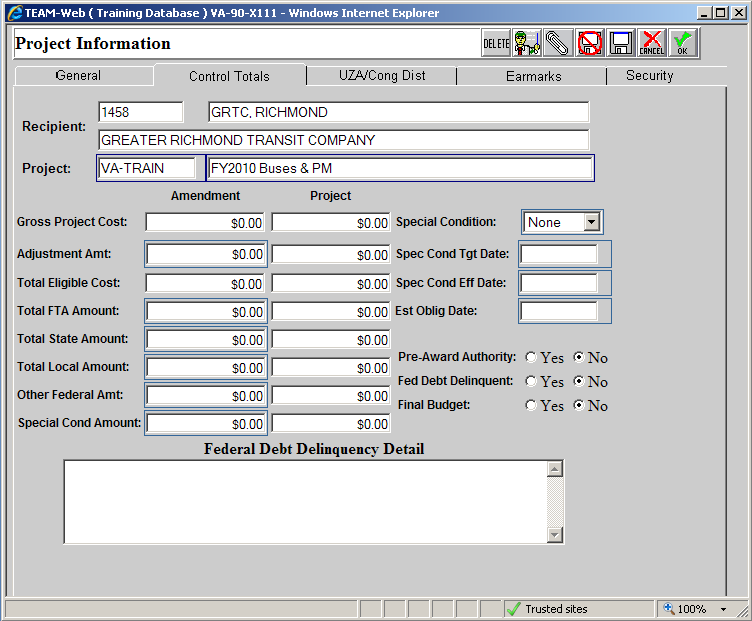 TEAM-Web ( Training Database ) VA-90-X111 - Windows Internet Explorer
Project Information
DELETE
CANCEL
OK
General Control Totals UZA/Cong Dist Earmarks Security
Recipient: 1458 GRTC, RICHMOND
GREATER RICHMOND TRANSIT COMPANY
Project: VA-TRAIN FY2010 Buses & PM
Amendment Project
Gross Project Cost: $0.00 $0.00 Special Condition: None
Adjustment Amt: $0.00 $0.00 Spec Cond Tgt Date:
Total Eligible Cost: $0.00 $0.00 Spec Cond Eff Date:
Total FTA Amount: $0.00 $0.00 Est Oblig Date:
Total State Amount: $0.00 $0.00
Total Local Amount: $0.00 $0.00 Pre-Award Authority: Yes No
Other Federal Amt: $0.00 $0.00 Fed Debt Delinquent: Yes No
Special Cond Amount: $0.00 $0.00 Final Budget: Yes No
Federal Debt Delinquency Detail
Trusted sites 100%